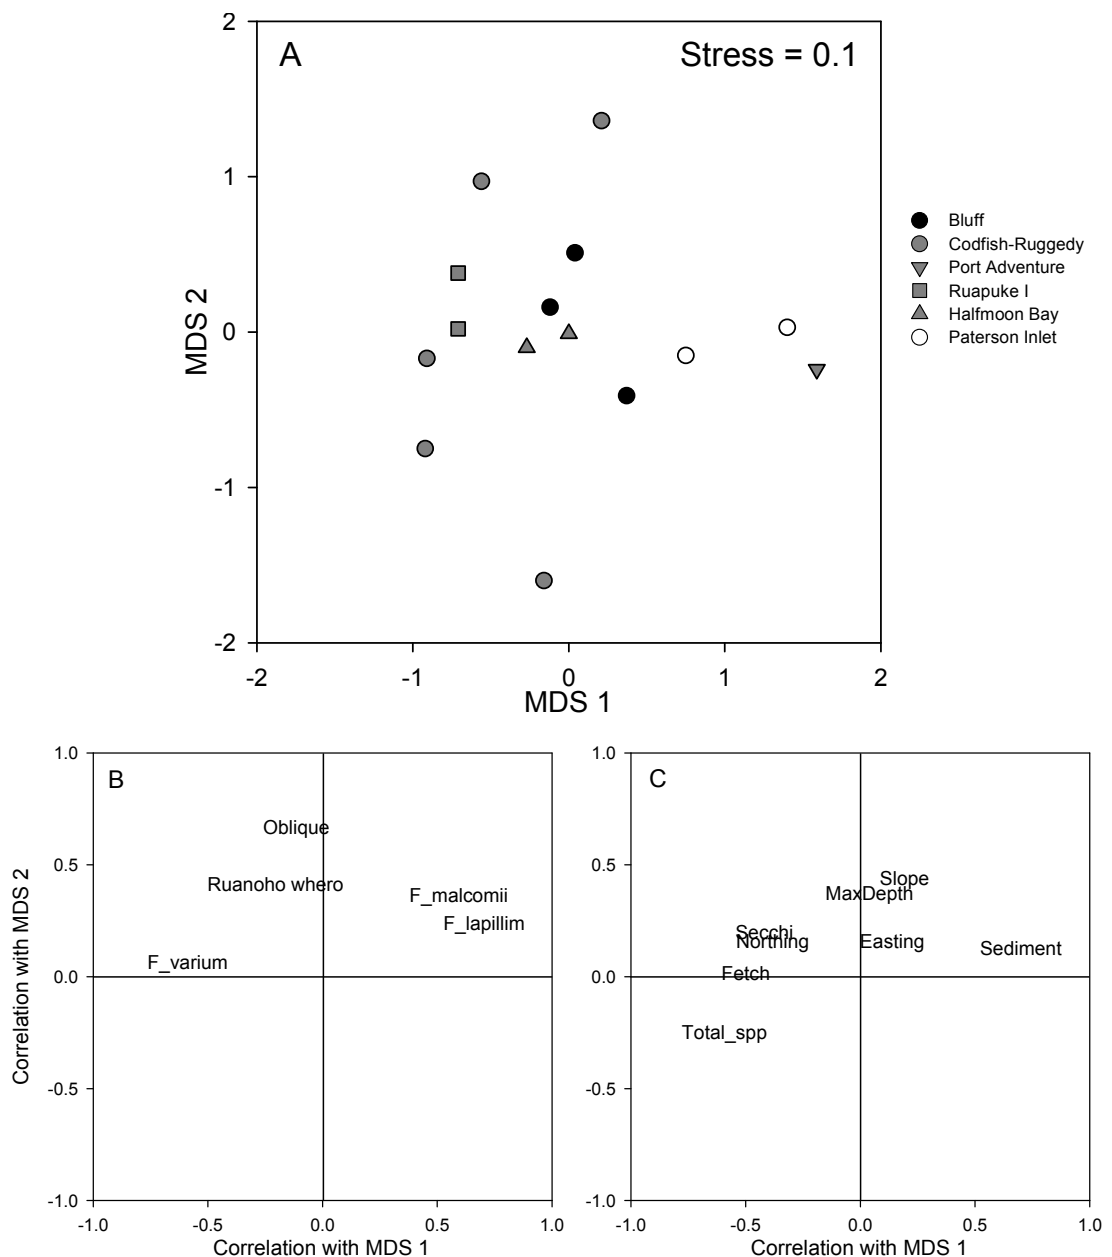 2
A
Stress = 0.1
1
MDS 2
0
-1
-2
-2
-1
0
1
2
MDS 1
Bluff
Codfish-Ruggedy
Port Adventure
Ruapuke I
Halfmoon Bay
Paterson Inlet
1.0
B
Oblique
0.5
Ruanoho whero
F_malcomii
F_lapillim
F_varium
0.0
-0.5
-1.0
Correlation with MDS 2
-1.0
-0.5
0.0
0.5
1.0
Correlation with MDS 1
1.0
C
0.5
Slope
MaxDepth
Secchi
Northing
Easting
Sediment
Fetch
0.0
Total_spp
-0.5
-1.0
-1.0
-0.5
0.0
0.5
1.0
Correlation with MDS 1